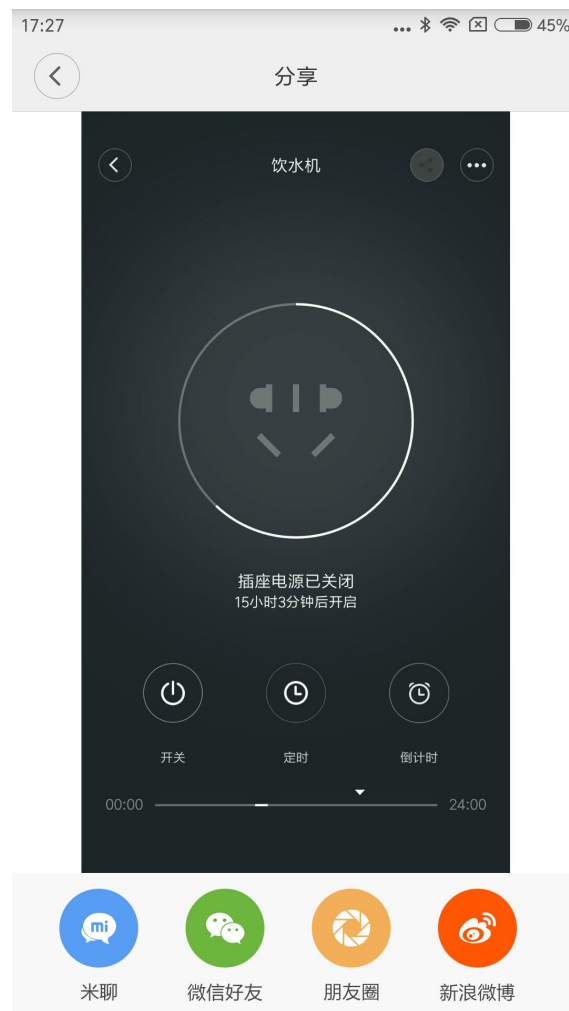 17:27
45%
分享
饮水机
插座电源已关闭
15小时3分钟后开启
开关
定时
倒计时
00:00
24:00
mi
米聊
微信好友
朋友圈
新浪微博